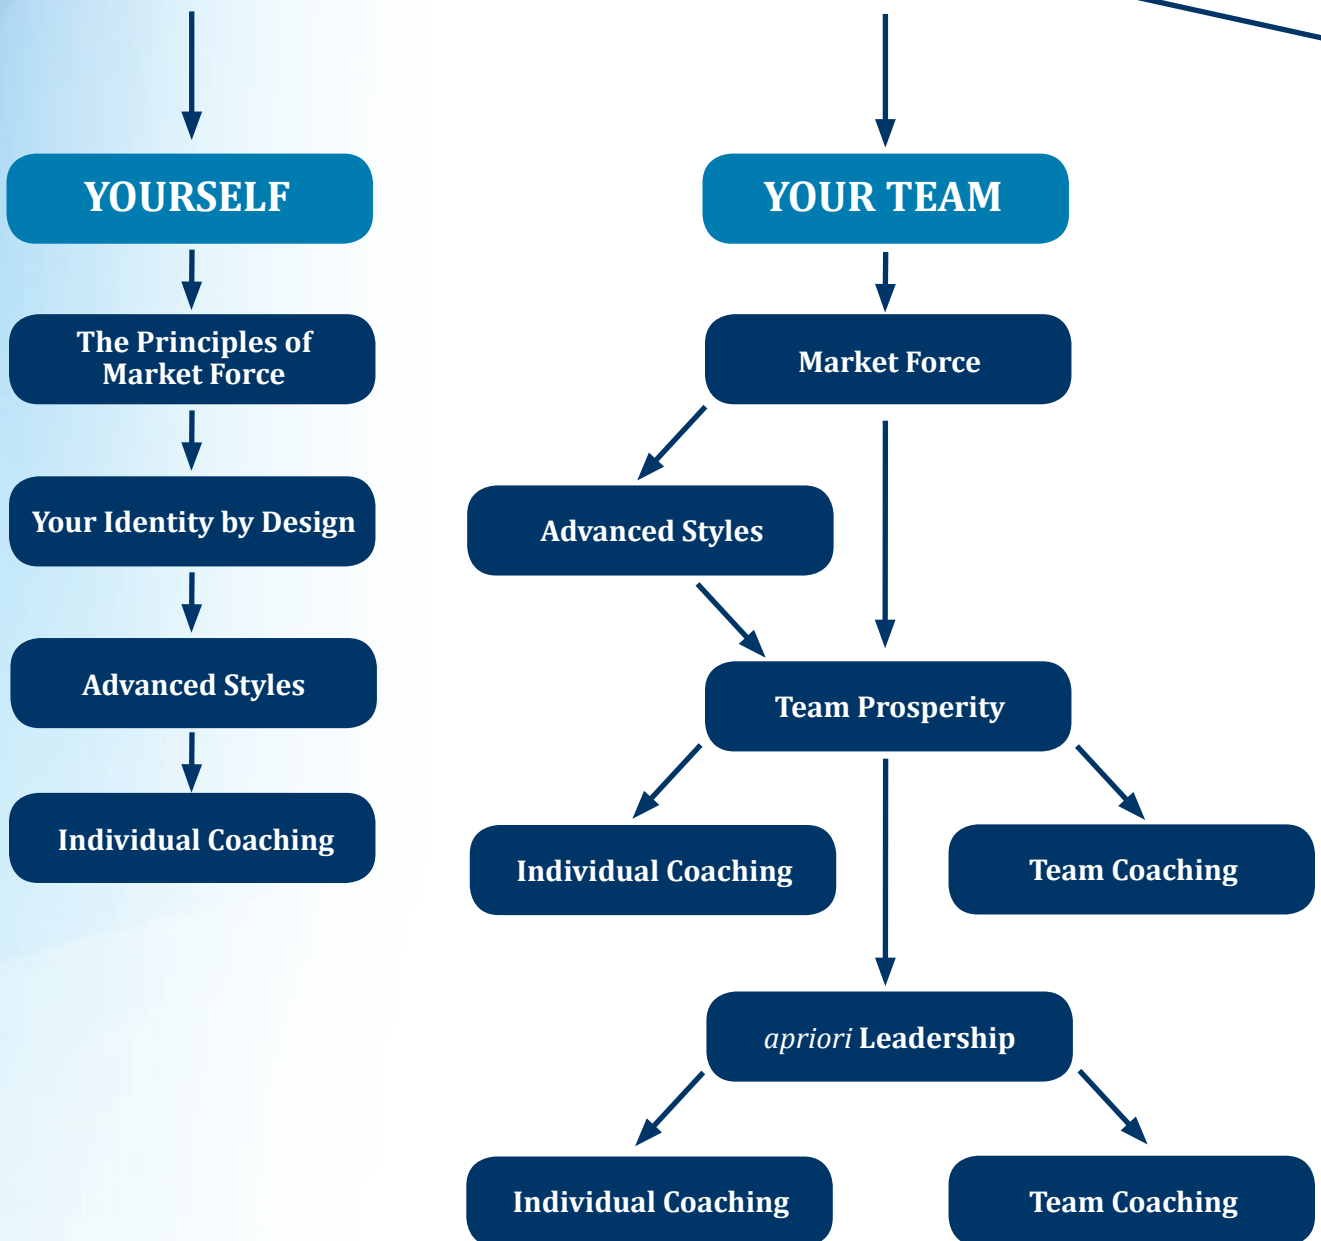 YOURSELF
The Principles of
Market Force
Your Identity by Design
Advanced Styles
Individual Coaching
YOUR TEAM
Market Force
Advanced Styles
Team Prosperity
Individual Coaching
Team Coaching
apriori Leadership
Individual Coaching
Team Coaching